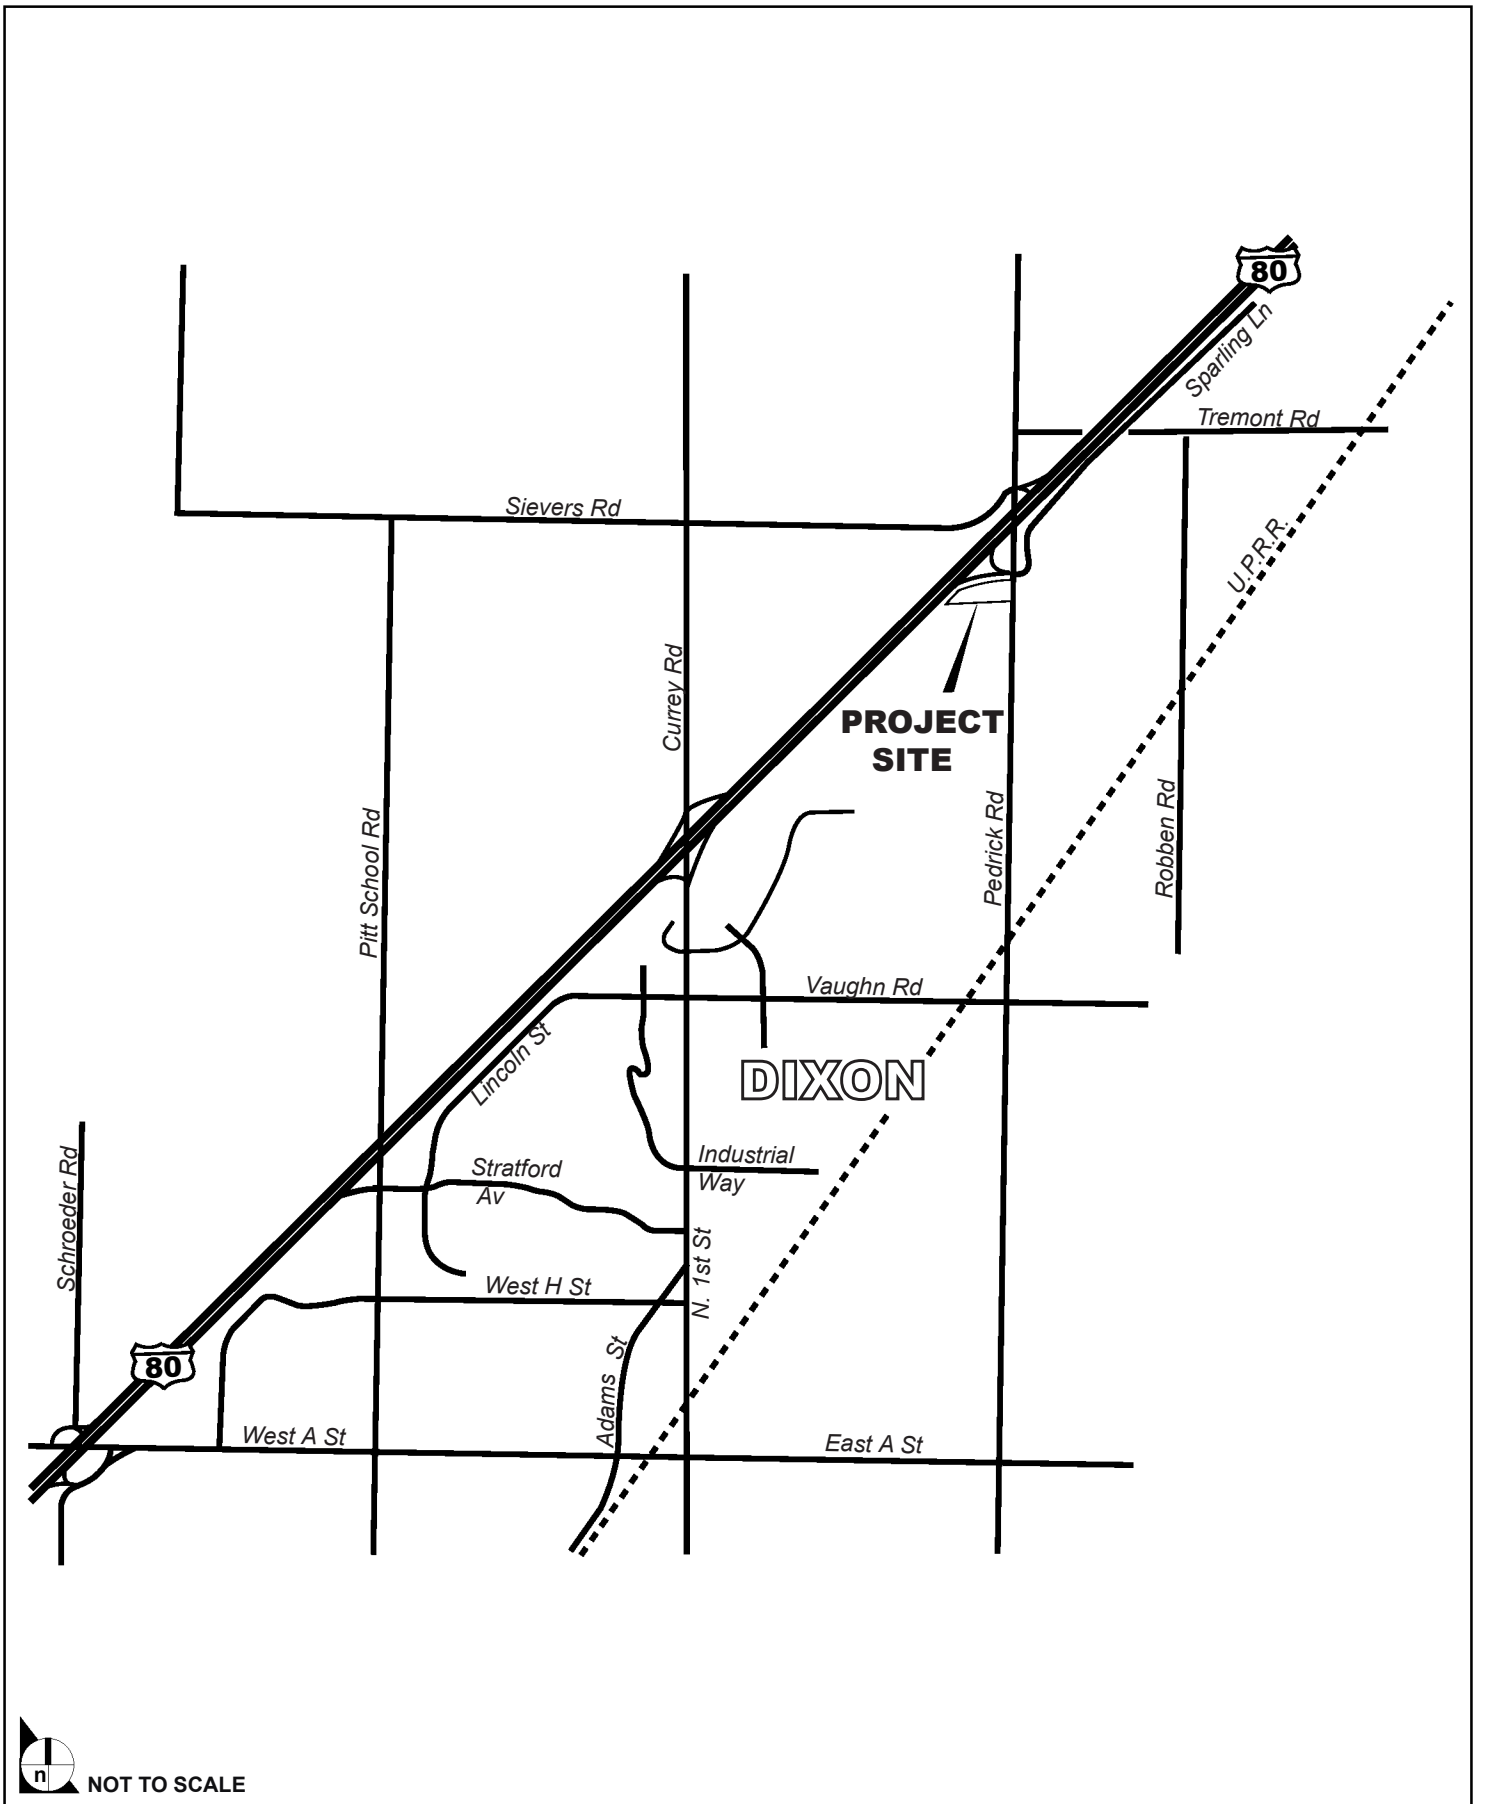 80
Sparling Ln
Tremont Rd
Sievers Rd
U.P.R.R.
Currey Rd
PROJECT
SITE
Pitt School Rd
Pedrick Rd
Robben Rd
Vaughn Rd
Lincoln St
DIXON
Schroeder Rd
Stratford
Av
Industrial
Way
N. 1st St
West H St
80
Adams St
West A St
East A St
n
NOT TO SCALE